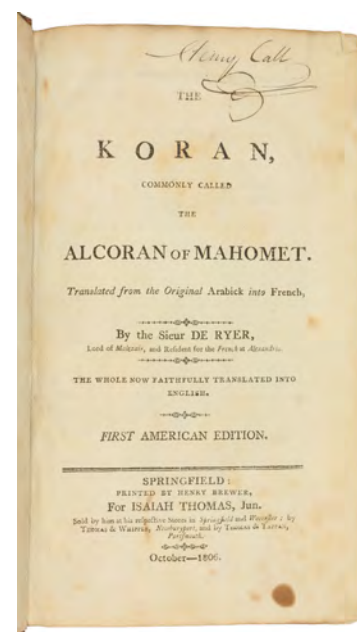 Henry Call
THE
KORAN,
COMMONLY CALLED
THE
ALCORAN OF MAHOMET.
Translated from the Original Arabick into French,
By the Sieur DE RYER,
Lord of Malezair, and Resident for the French at Alexandria.
THE WHOLE NOW FAITHFULLY TRANSLATED INTO
ENGLISH.
FIRST AMERICAN EDITION.
SPRINGFIELD:
PRINTED BY HENRY BREWER,
For ISAIAH THOMAS, Jun.
Sold by him at his respective Stores in Springfield and Worcester; by
THOMAS & WHIPPLE, Newburyport, and by THOMAS & TAPPAN,
Portsmouth.
October—1806.